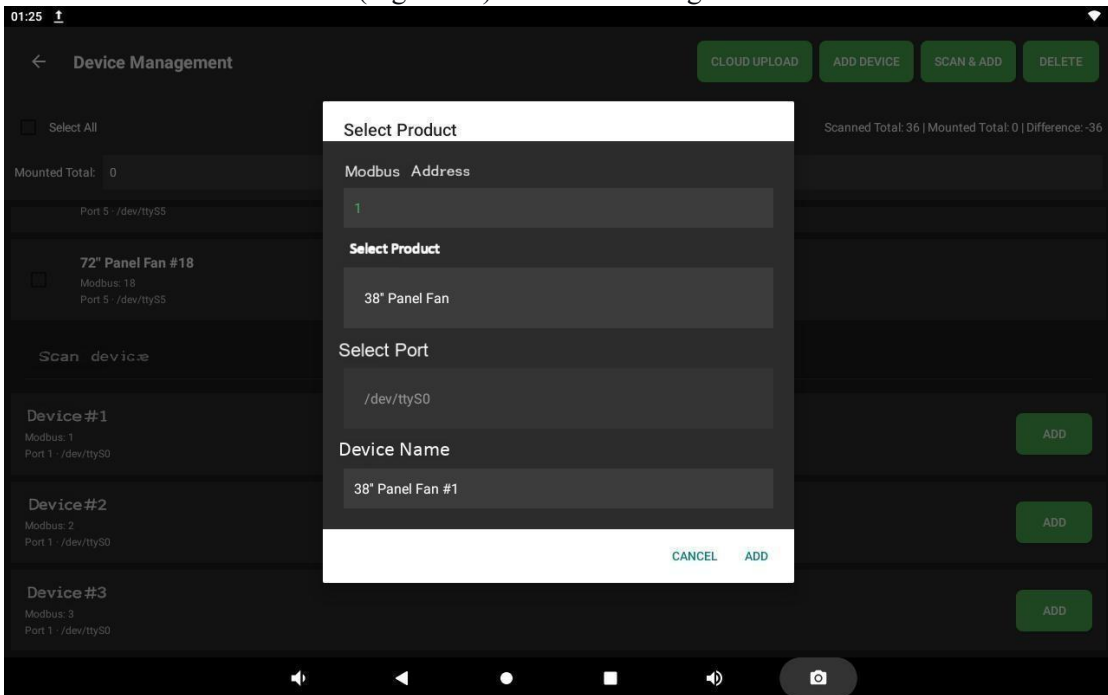 01:25
Device Management
CLOUD UPLOAD
ADD DEVICE
SCAN & ADD
DELETE
Select All
Scanned Total: 36 | Mounted Total: 0 | Difference: -36
Mounted Total: 0
Port 5 · /dev/ttyS5
72" Panel Fan #18
Modbus: 18
Port 5 · /dev/ttyS5
Scan device
Device#1
Modbus: 1
Port 1 · /dev/ttyS0
ADD
Device#2
Modbus: 2
Port 1 · /dev/ttyS0
ADD
Device#3
Modbus: 3
Port 1 · /dev/ttyS0
ADD
Select Product
Modbus Address
1
Select Product
38" Panel Fan
Select Port
/dev/ttyS0
Device Name
38" Panel Fan #1
CANCEL
ADD